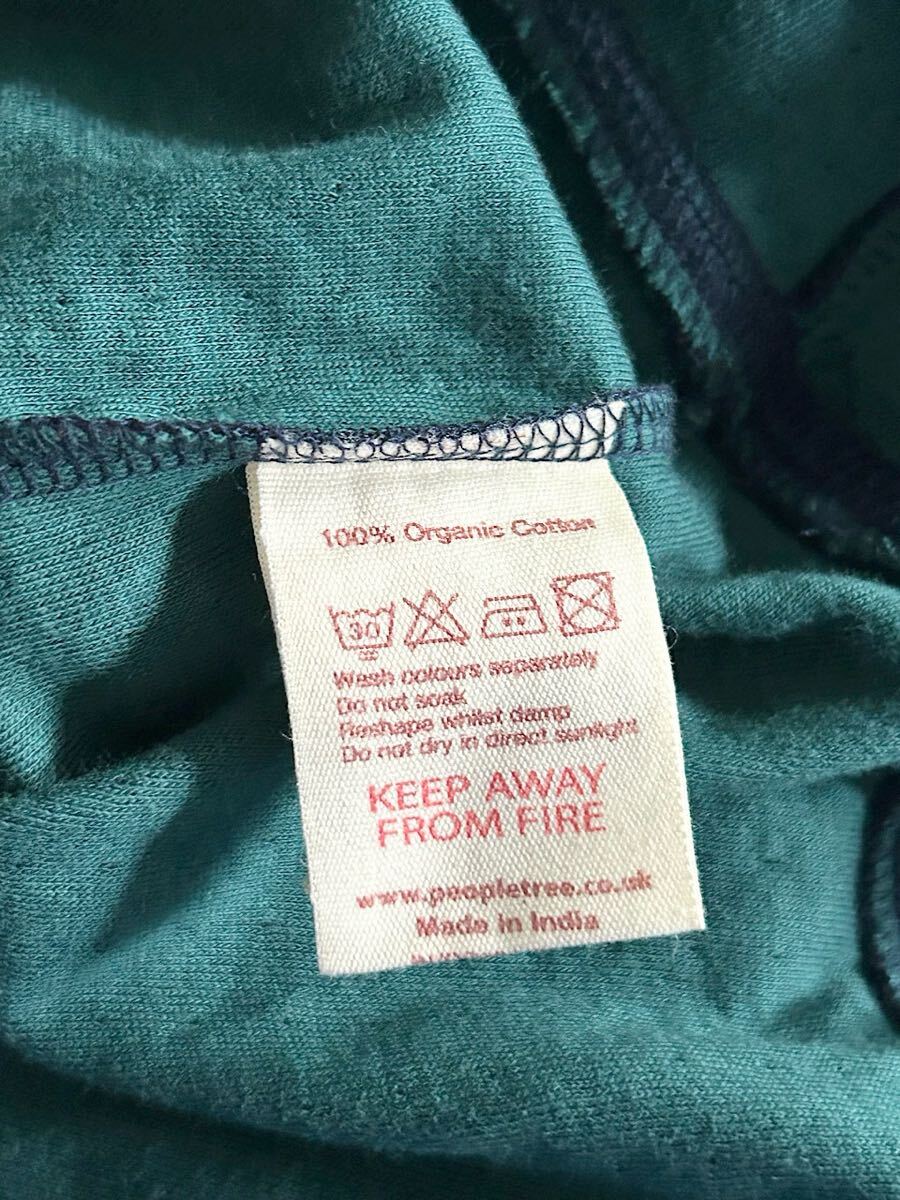 100% Organic Cotton
30
Wash colours separately
Do not soak
Reshape whilst damp
Do not dry in direct sunlight
KEEP AWAY
FROM FIRE
www.peopletree.co.uk
Made in India